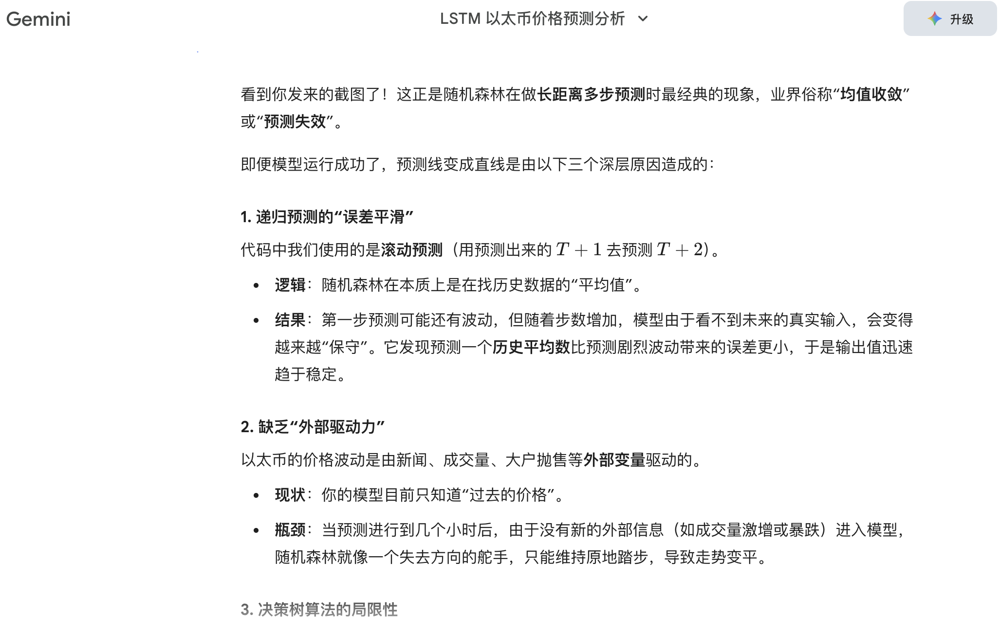 Gemini
LSTM 以太币价格预测分析
升级
看到你发来的截图了！这正是随机森林在做长距离多步预测时最经典的现象，业界俗称“均值收敛”
或“预测失效”。
即便模型运行成功了，预测线变成直线是由以下三个深层原因造成的：
1. 递归预测的“误差平滑”
代码中我们使用的是滚动预测（用预测出来的 T + 1 去预测 T + 2）。
• 逻辑：随机森林在本质上是在找历史数据的“平均值”。
• 结果：第一步预测可能还有波动，但随着步数增加，模型由于看不到未来的真实输入，会变得
越来越“保守”。它发现预测一个历史平均数比预测剧烈波动带来的误差更小，于是输出值迅速
趋于稳定。
2. 缺乏“外部驱动力”
以太币的价格波动是由新闻、成交量、大户抛售等外部变量驱动的。
• 现状：你的模型目前只知道“过去的价格”。
• 瓶颈：当预测进行到几个小时后，由于没有新的外部信息（如成交量激增或暴跌）进入模型，
随机森林就像一个失去方向的舵手，只能维持原地踏步，导致走势变平。
3. 决策树算法的局限性